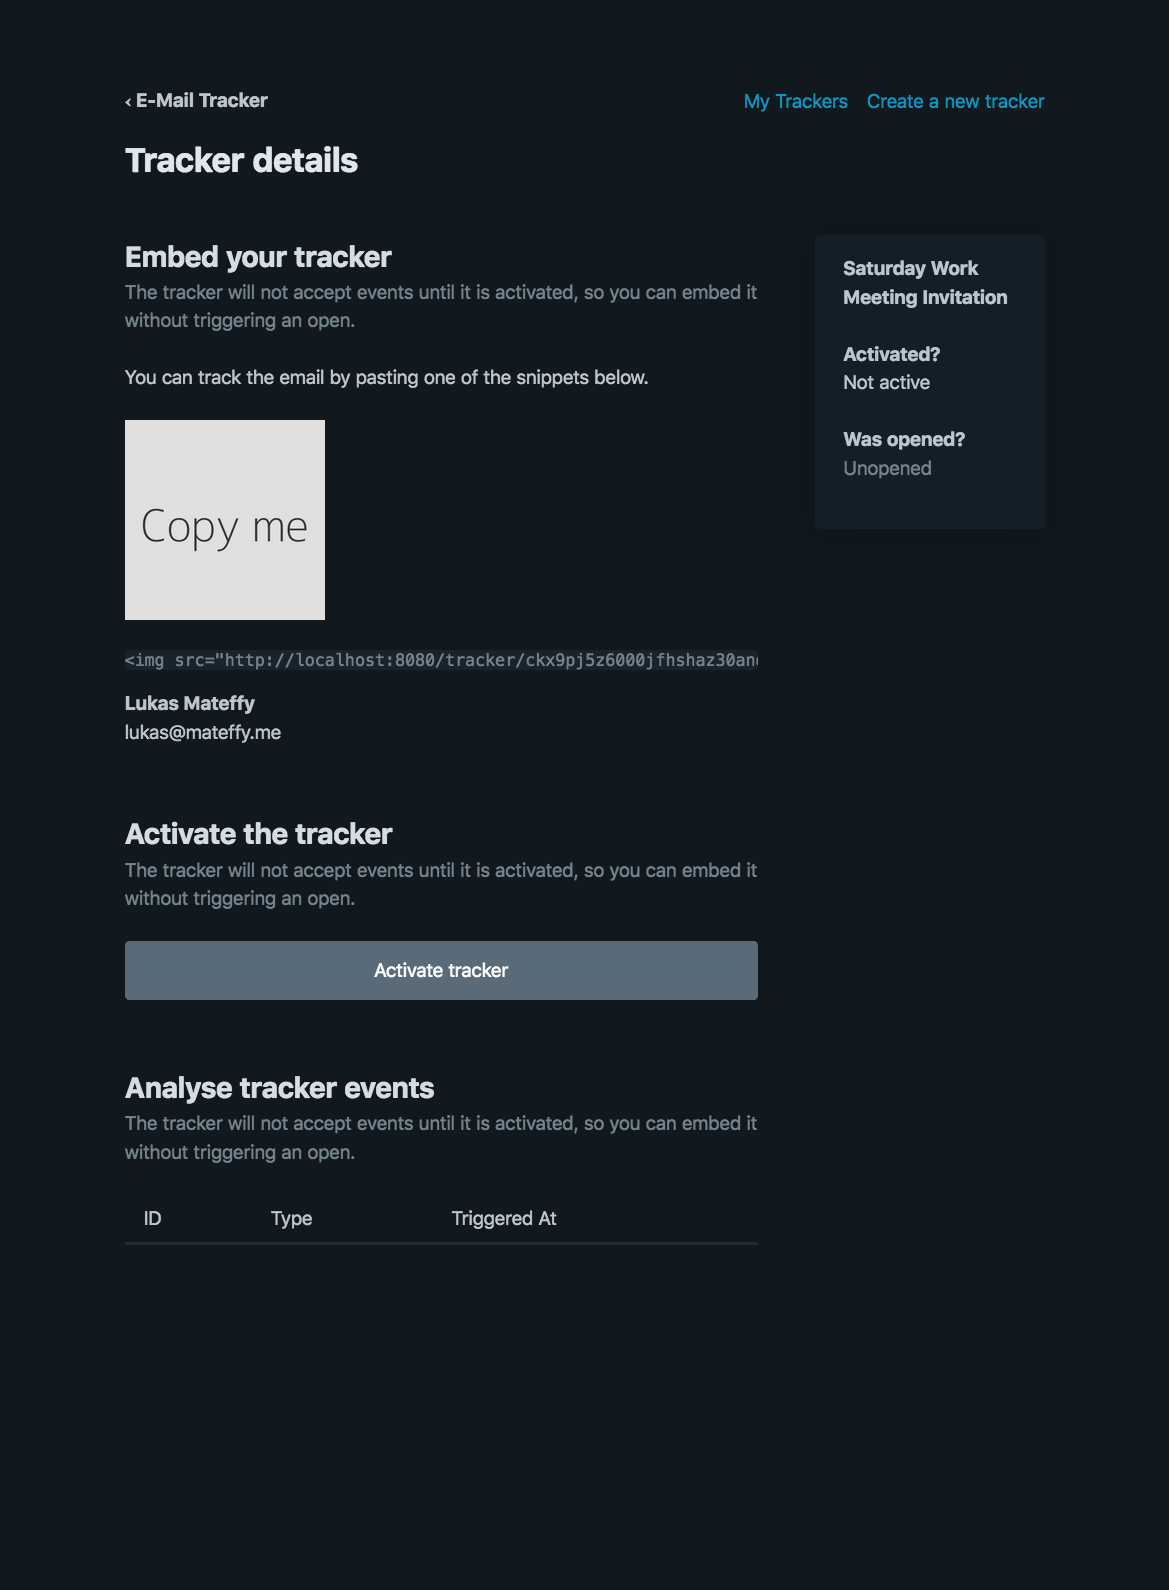 ‹ E-Mail Tracker
My Trackers Create a new tracker
Tracker details
Embed your tracker
The tracker will not accept events until it is activated, so you can embed it
without triggering an open.
You can track the email by pasting one of the snippets below.
Copy me
<img src="http://localhost:8080/tracker/ckx9pj5z6000jfhshaz30an
Lukas Mateffy
lukas@mateffy.me
Activate the tracker
The tracker will not accept events until it is activated, so you can embed it
without triggering an open.
Activate tracker
Analyse tracker events
The tracker will not accept events until it is activated, so you can embed it
without triggering an open.
ID Type Triggered At
Saturday Work
Meeting Invitation
Activated?
Not active
Was opened?
Unopened